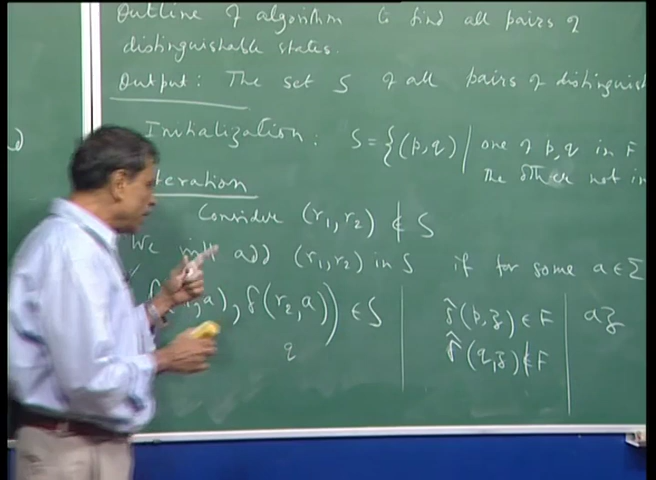 Outline of algorithm to find all pairs of
distinguishable states.
Output: The set S of all pairs of distinguish
Initialization: S = {(p,q) | one of p,q in F
the other not in
teration
Consider (r₁,r₂) ∉ S
We will add (r₁,r₂) in S if for some a ∈ Σ
, a), δ(r₂,a)) ∈ S
q
δ̂(p,z) ∈ F
δ̂(q,z) ∉ F
az